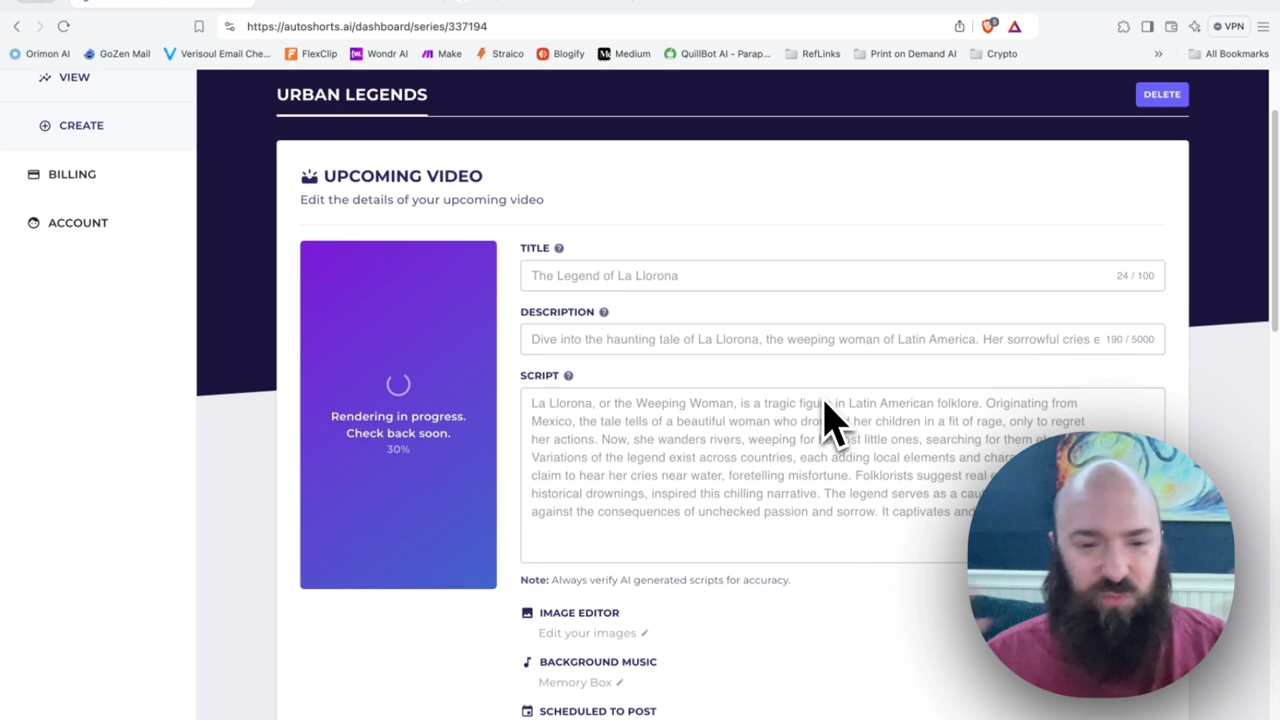 https://autoshorts.ai/dashboard/series/337194
5
VPN
Orimon AI
GoZen Mail
Verisoul Email Che...
FlexClip
Wondr AI
Make
Straico
Blogify
Medium
QuillBot AI - Parap...
RefLinks
Print on Demand AI
Crypto
»
All Bookmarks
VIEW
CREATE
BILLING
ACCOUNT
URBAN LEGENDS
DELETE
UPCOMING VIDEO
Edit the details of your upcoming video
Rendering in progress.
Check back soon.
30%
TITLE
The Legend of La Llorona
24 / 100
DESCRIPTION
Dive into the haunting tale of La Llorona, the weeping woman of Latin America. Her sorrowful cries e
190 / 5000
SCRIPT
La Llorona, or the Weeping Woman, is a tragic figu in Latin American folklore. Originating from
Mexico, the tale tells of a beautiful woman who dro her children in a fit of rage, only to regret
her actions. Now, she wanders rivers, weeping for st little ones, searching for them
Variations of the legend exist across countries, each adding local elements and
claim to hear her cries near water, foretelling misfortune. Folklorists suggest real
historical drownings, inspired this chilling narrative. The legend serves as a
against the consequences of unchecked passion and sorrow. It captivates
Note: Always verify AI generated scripts for accuracy.
IMAGE EDITOR
Edit your images
BACKGROUND MUSIC
Memory Box
SCHEDULED TO POST